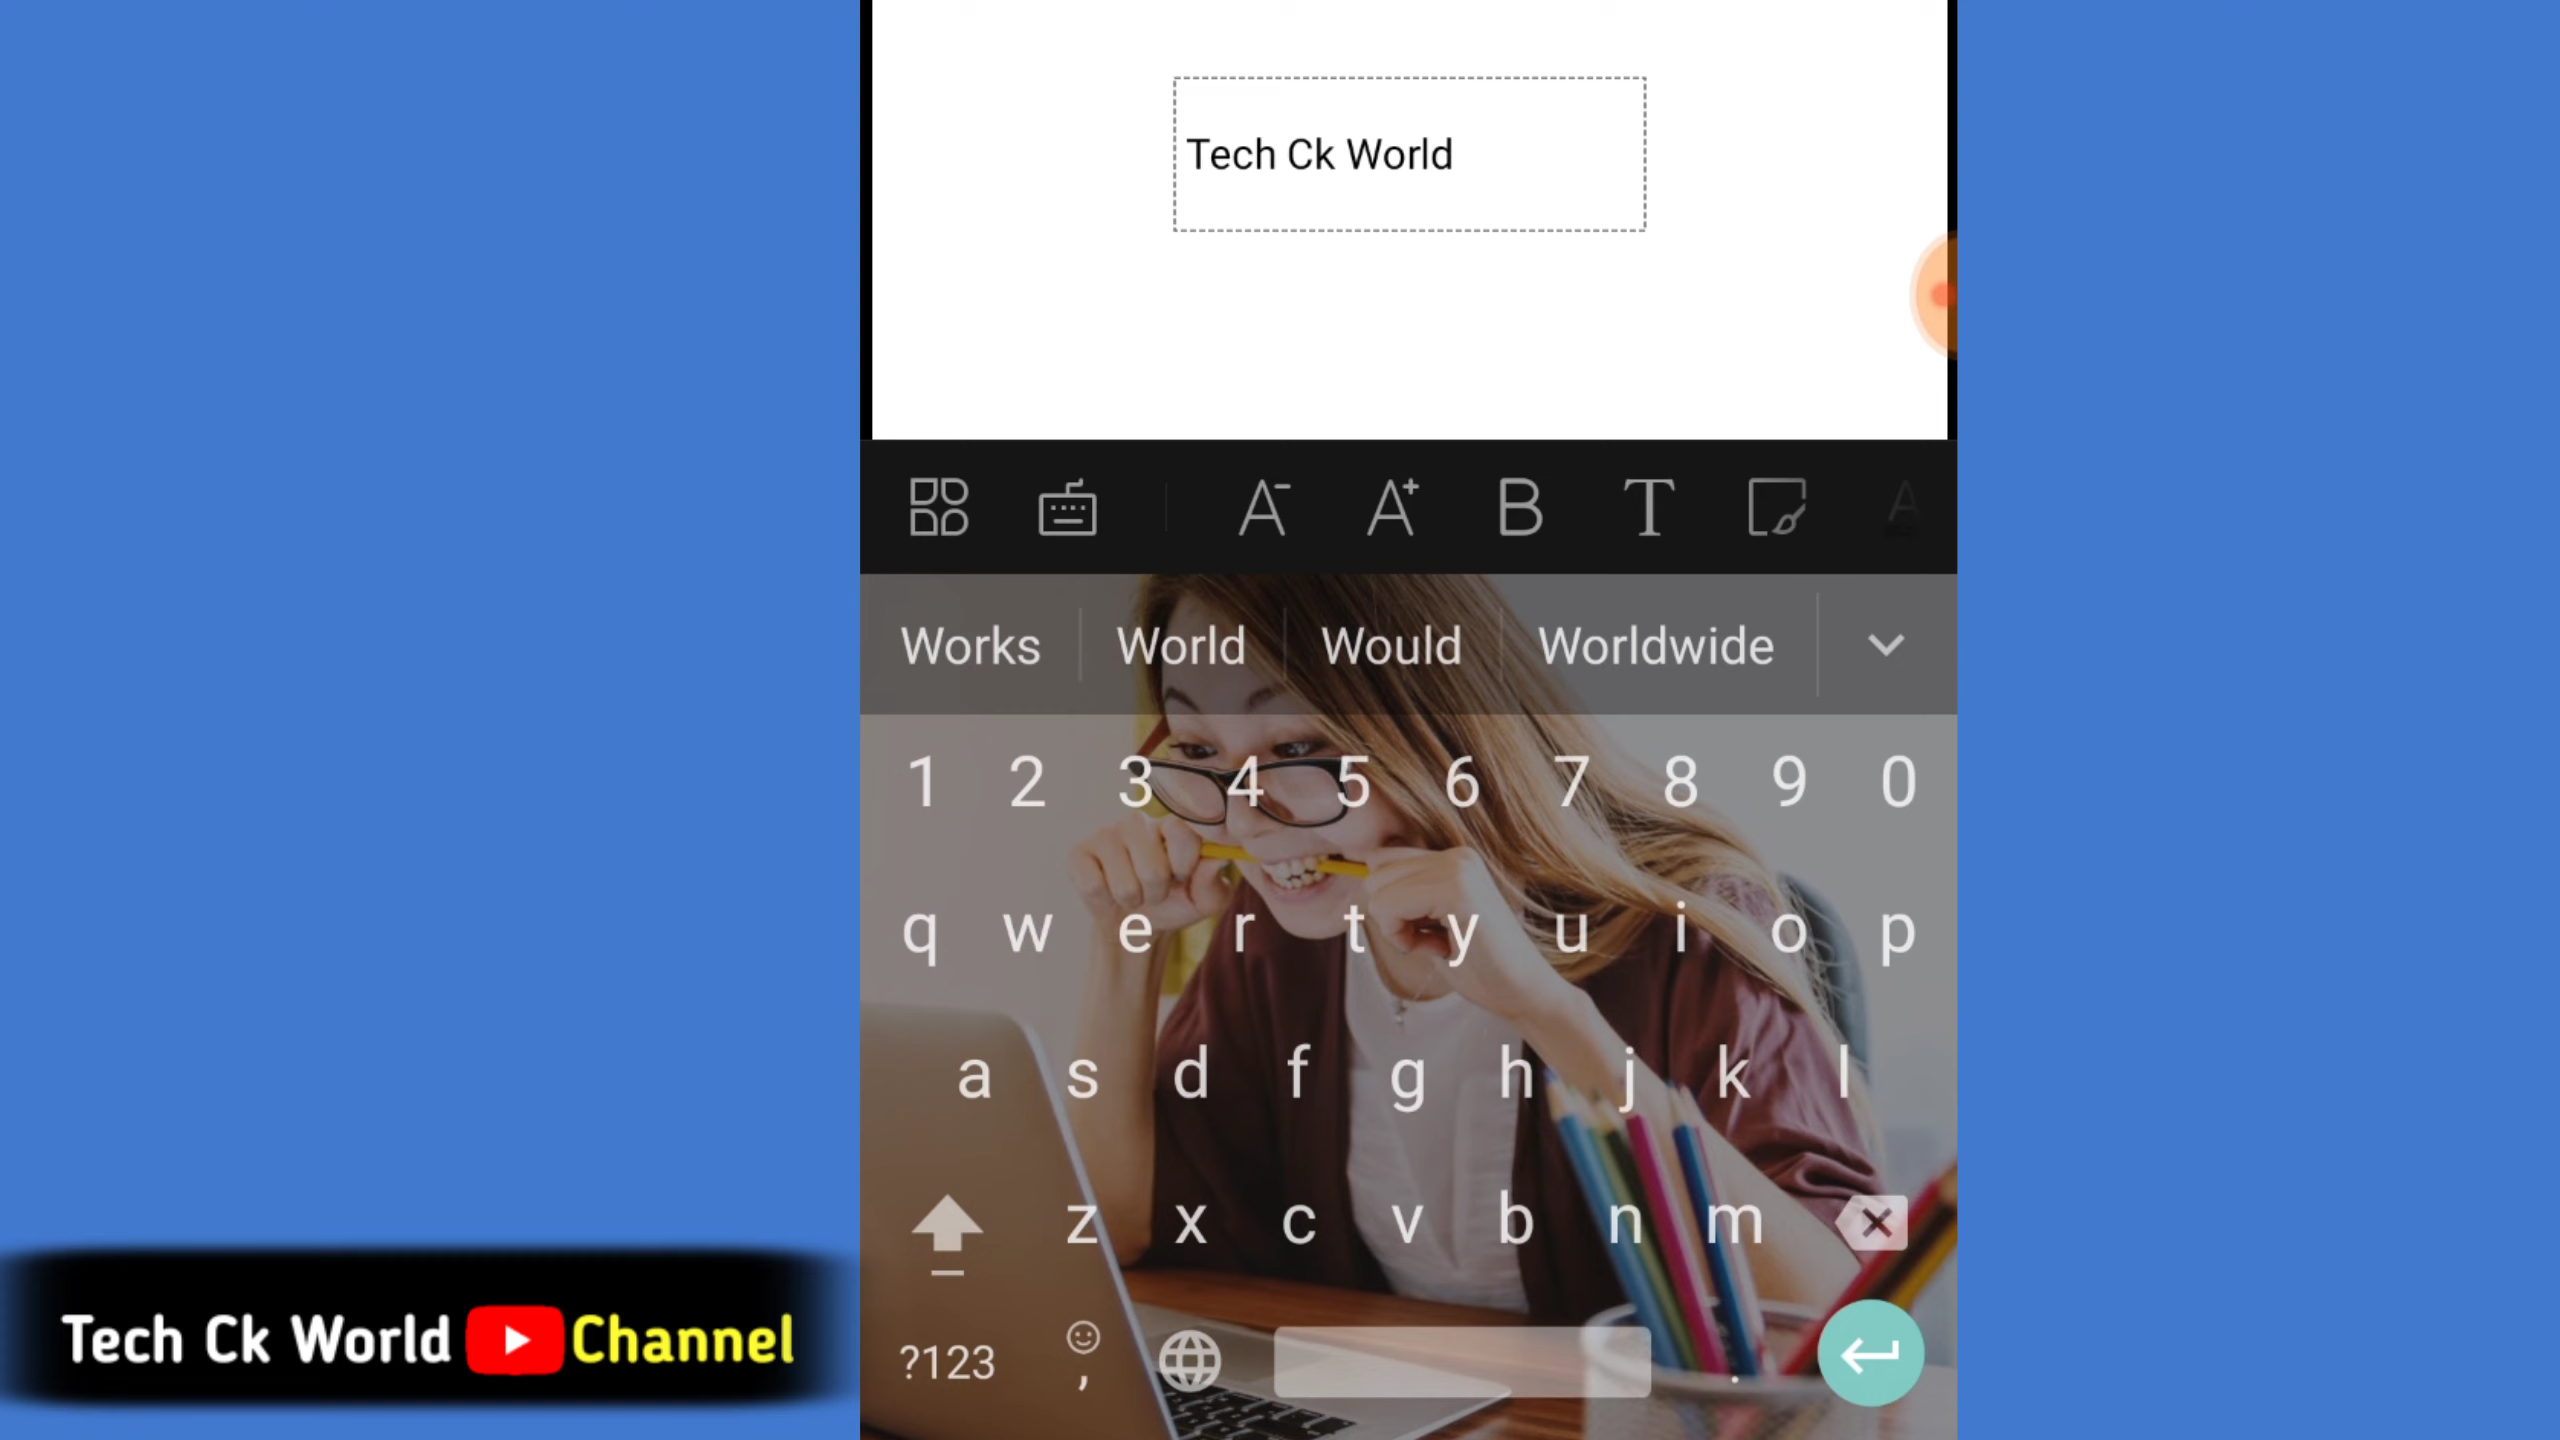 Tech Ck World
A- A+ B T A
Works World Would Worldwide
1 2 3 4 5 6 7 8 9 0
q w e r t y u i o p
a s d f g h j k l
z x c v b n m
?123 , .
Tech Ck World Channel